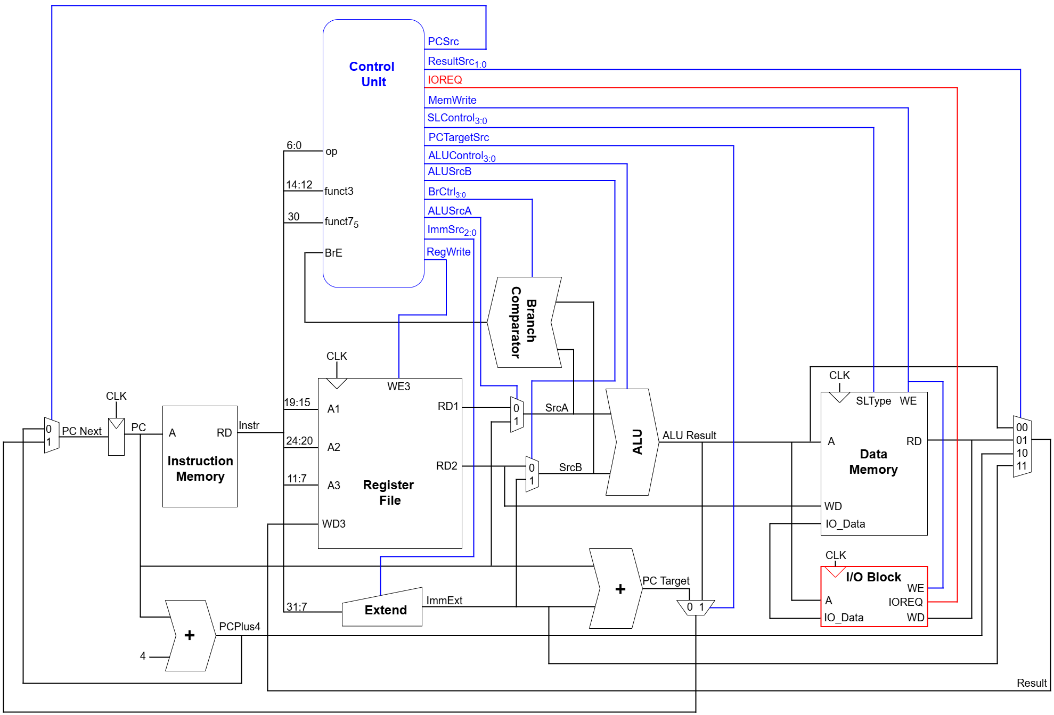 PCSrc
Control
Unit
ResultSrc1:0
IOREQ
MemWrite
SLControl3:0
PCTargetSrc
6:0
op
ALUControl3:0
ALUSrcB
14:12
funct3
BrCtrl3:0
30
funct75
ALUSrcA
ImmSrc2:0
BrE
RegWrite
Branch
Comparator
CLK
WE3
CLK
CLK
SLType
WE
19:15
A1
RD1
0
1
SrcA
0
1
PC Next
PC
A
RD
Instr
Instruction
Memory
24:20
A2
RD2
0
1
SrcB
ALU
ALU Result
A
RD
Data
Memory
00
01
10
11
11:7
A3
Register
File
WD3
WD
IO_Data
CLK
I/O Block
WE
A
IOREQ
IO_Data
WD
+
PC Target
0 1
31:7
Extend
ImmExt
+
PCPlus4
4
Result